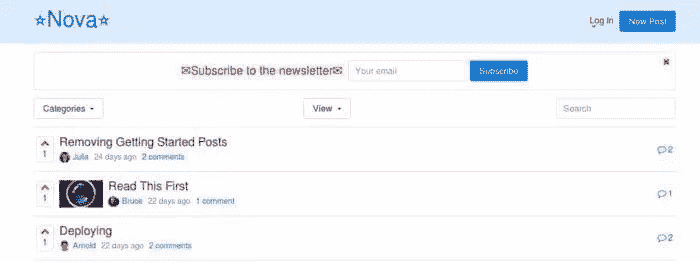 ☆Nova☆
Log In
New Post
✉Subscribe to the newsletter✉
Your email
Subscribe
Categories
View
Search
1
Removing Getting Started Posts
Julia 24 days ago 2 comments
2
1
Read This First
Bruce 22 days ago 1 comment
1
1
Deploying
Arnold 22 days ago 2 comments
2